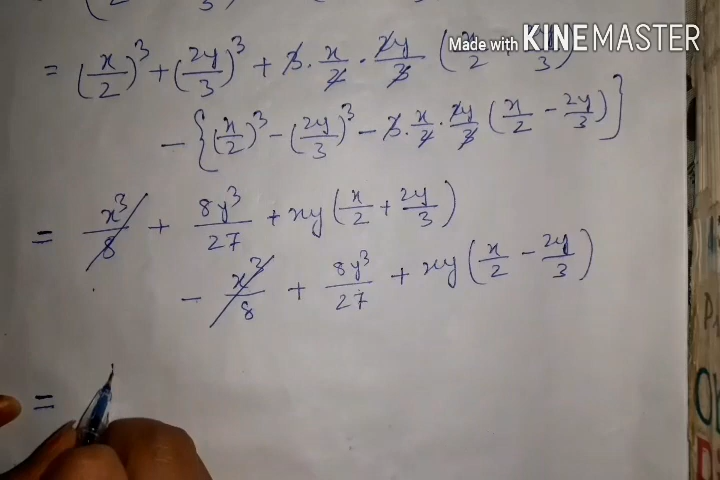 = (x/2)³ + (2y/3)³ + 3 · x/2 · 2y/3 (x/2 + 2y/3)
Made with KINEMASTER
- {(x/2)³ - (2y/3)³ - 3 · x/2 · 2y/3 (x/2 - 2y/3)}
= x³/8 + 8y³/27 + xy(x/2 + 2y/3)
- x³/8 + 8y³/27 + xy(x/2 - 2y/3)
=